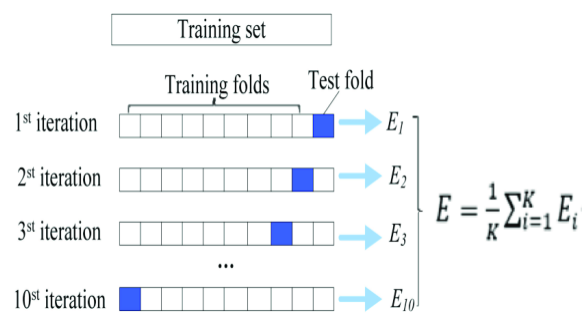 Training set
Training folds
Test fold
1st iteration
E1
2st iteration
E2
3st iteration
E3
...
10st iteration
E10
E = 1/K ∑_{i=1}^{K} E_i